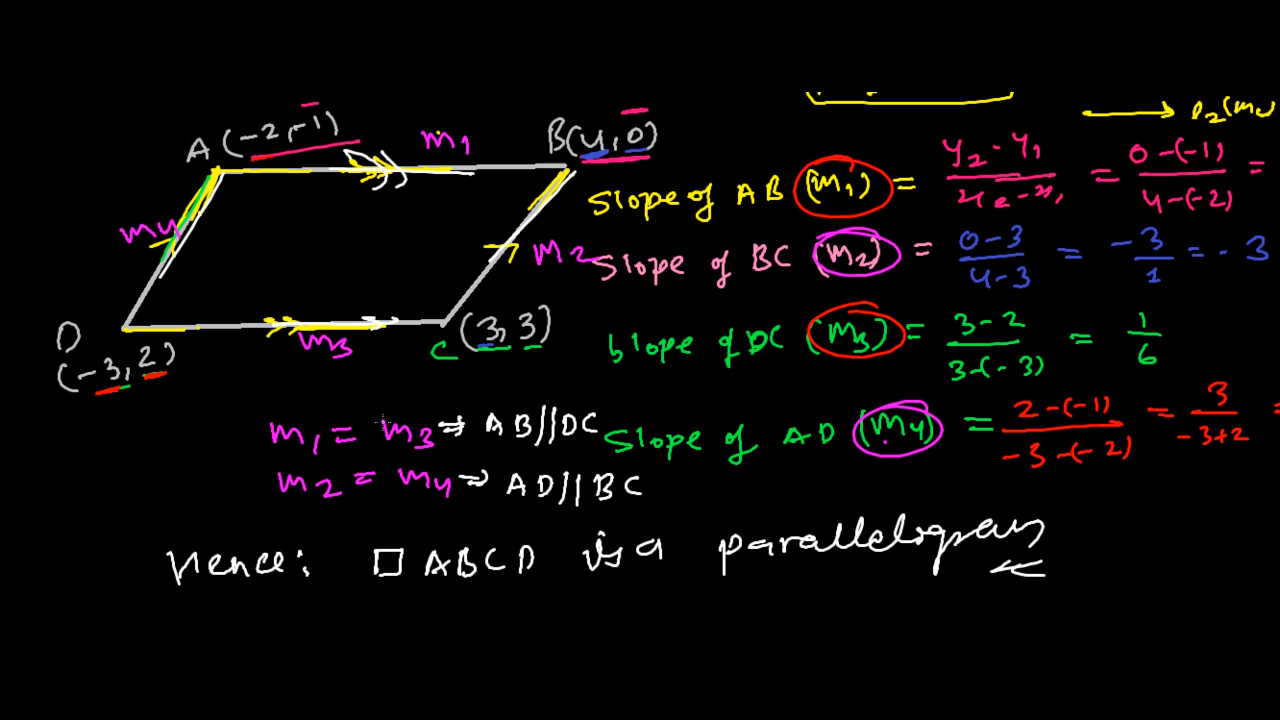 A (-2, -1)
B(4, 0)
m1
m4
m2
m3
D
(-3, 2)
C (3, 3)
Slope of AB (m1) = y2-y1/x2-x1 = 0-(-1)/4-(-2) =
Slope of BC (m2) = 0-3/4-3 = -3/1 = -3
Slope of DC (m3) = 3-2/3-(-3) = 1/6
Slope of AD (m4) = 2-(-1)/-3-(-2) = 3/-3+2 =
m1 = m3 ⇒ AB//DC
m2 = m4 ⇒ AD//BC
Hence: □ ABCD is a parallelogram